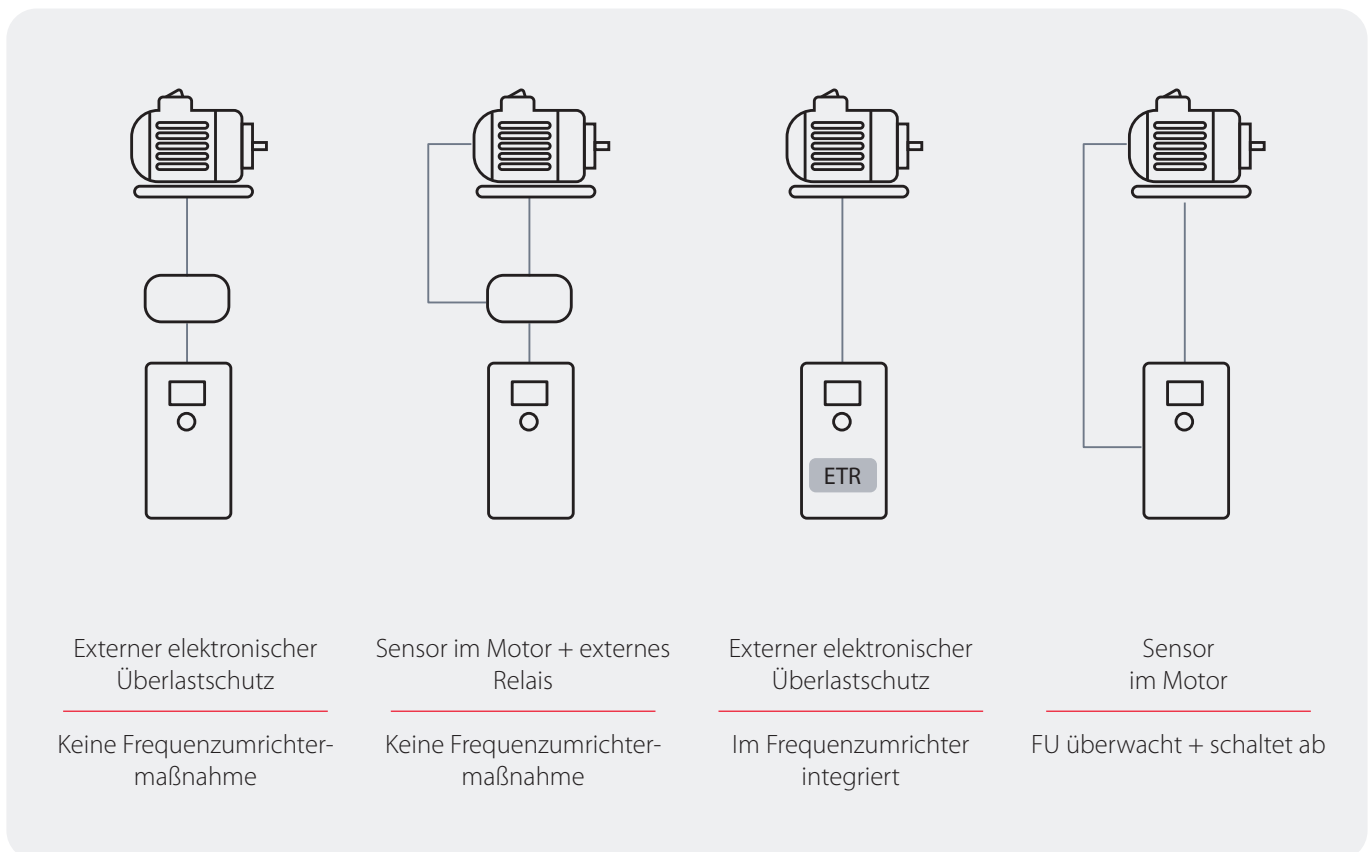 ETR
Externer elektronischer
Überlastschutz
Keine Frequenzumrichter-
maßnahme
Sensor im Motor + externes
Relais
Keine Frequenzumrichter-
maßnahme
Externer elektronischer
Überlastschutz
Im Frequenzumrichter
integriert
Sensor
im Motor
FU überwacht + schaltet ab